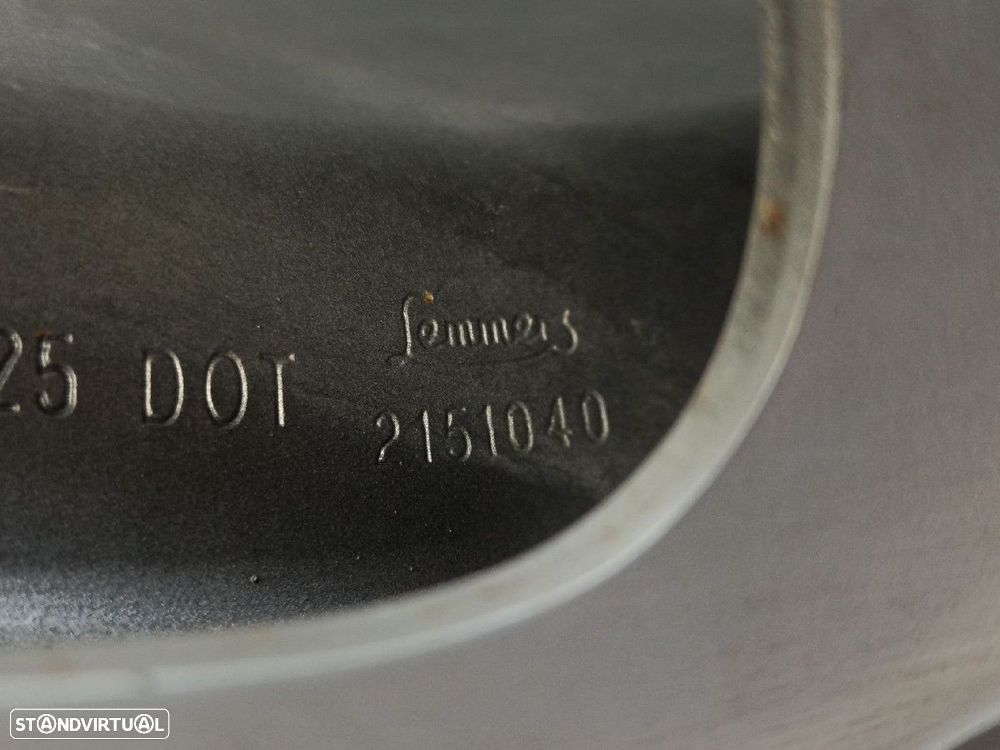 Lemmerz
25 DOT
2151040
STANDVIRTUAL